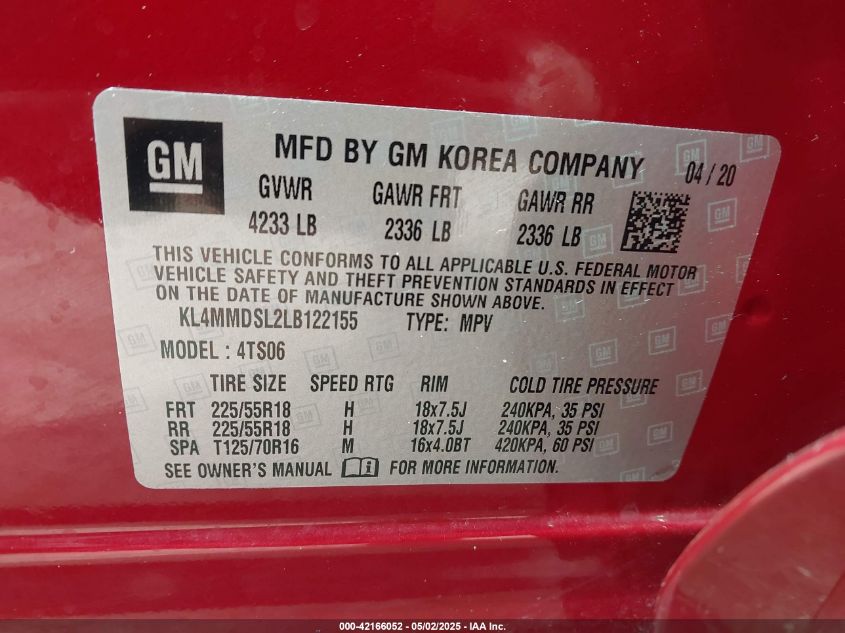 GM
MFD BY GM KOREA COMPANY 04 / 20
GVWR GAWR FRT GAWR RR
4233 LB 2336 LB 2336 LB
THIS VEHICLE CONFORMS TO ALL APPLICABLE U.S. FEDERAL MOTOR
VEHICLE SAFETY AND THEFT PREVENTION STANDARDS IN EFFECT
ON THE DATE OF MANUFACTURE SHOWN ABOVE.
KL4MMDSL2LB122155 TYPE: MPV
MODEL : 4TS06
TIRE SIZE SPEED RTG RIM COLD TIRE PRESSURE
FRT 225/55R18 H 18x7.5J 240KPA, 35 PSI
RR 225/55R18 H 18x7.5J 240KPA, 35 PSI
SPA T125/70R16 M 16x4.0BT 420KPA, 60 PSI
SEE OWNER'S MANUAL i FOR MORE INFORMATION.
000-42166052 - 05/02/2025 - IAA Inc.